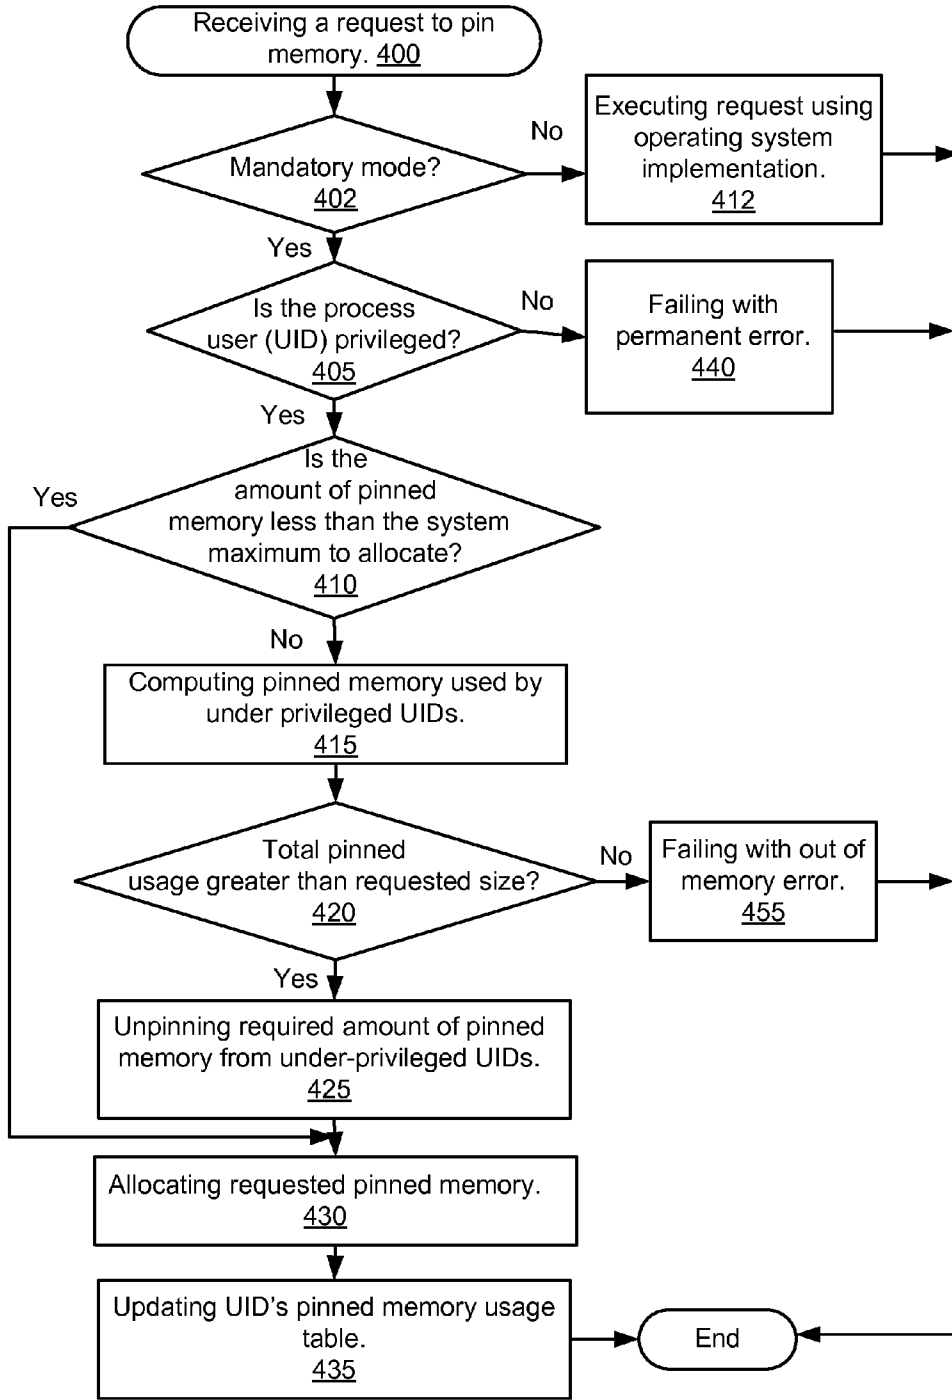 Receiving a request to pin
memory. 400
Mandatory mode?
402
No
Executing request using
operating system
implementation.
412
Yes
Is the process
user (UID) privileged?
405
No
Failing with
permanent error.
440
Yes
Is the
amount of pinned
memory less than the system
maximum to allocate?
410
Yes
No
Computing pinned memory used by
under privileged UIDs.
415
Total pinned
usage greater than requested size?
420
No
Failing with out of
memory error.
455
Yes
Unpinning required amount of pinned
memory from under-privileged UIDs.
425
Allocating requested pinned memory.
430
Updating UID's pinned memory usage
table.
435
End